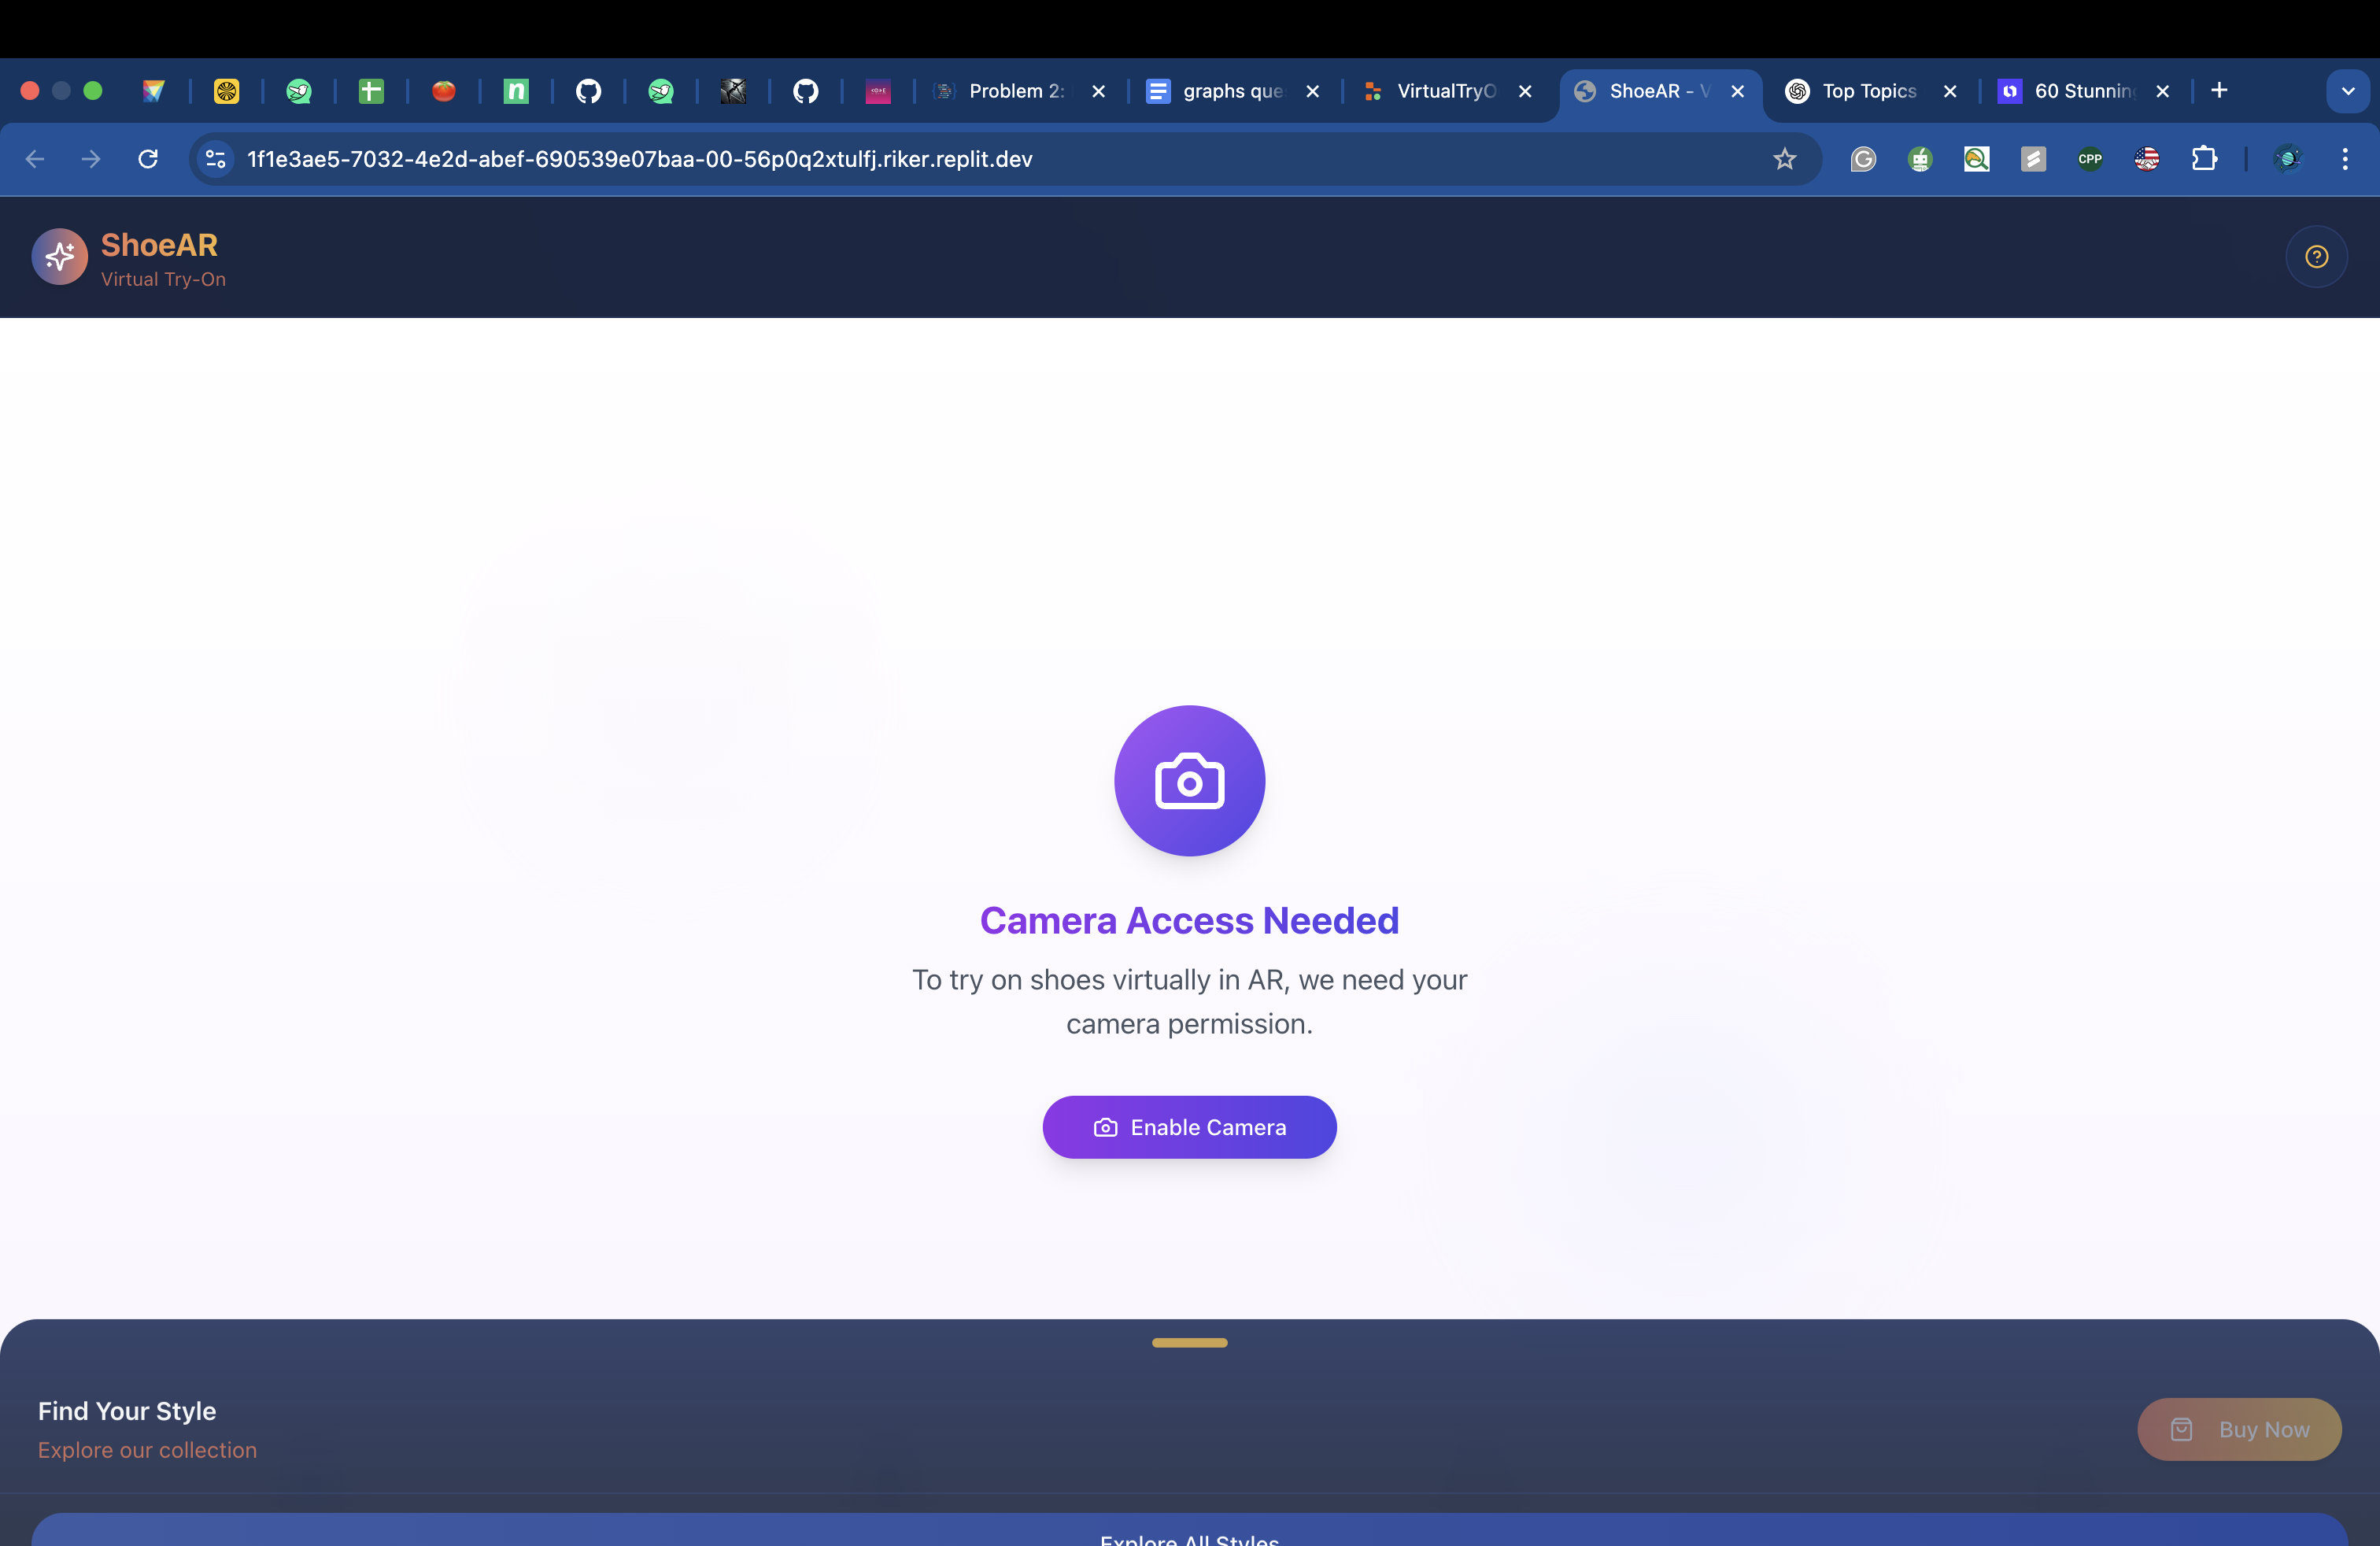 Problem 2:
graphs que
VirtualTryO
ShoeAR - V
Top Topics
60 Stunnin
1f1e3ae5-7032-4e2d-abef-690539e07baa-00-56p0q2xtulfj.riker.replit.dev
CPP
ShoeAR
Virtual Try-On
Camera Access Needed
To try on shoes virtually in AR, we need your
camera permission.
Enable Camera
Find Your Style
Explore our collection
Buy Now
Explore All Styles